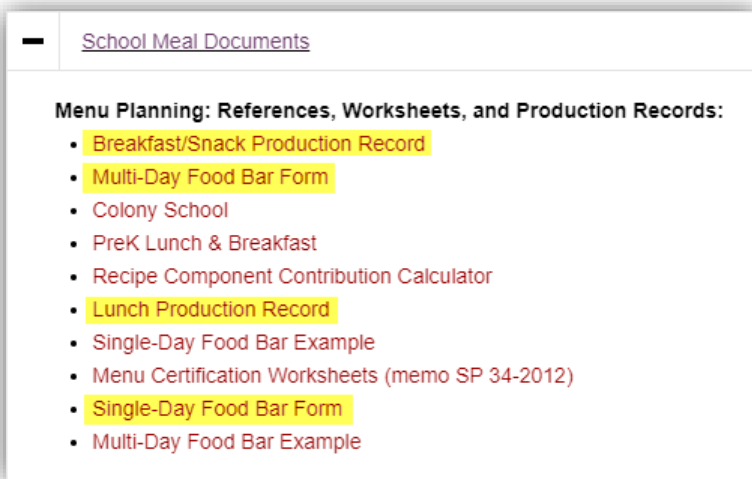 School Meal Documents
Menu Planning: References, Worksheets, and Production Records:
Breakfast/Snack Production Record
Multi-Day Food Bar Form
Colony School
PreK Lunch & Breakfast
Recipe Component Contribution Calculator
Lunch Production Record
Single-Day Food Bar Example
Menu Certification Worksheets (memo SP 34-2012)
Single-Day Food Bar Form
Multi-Day Food Bar Example